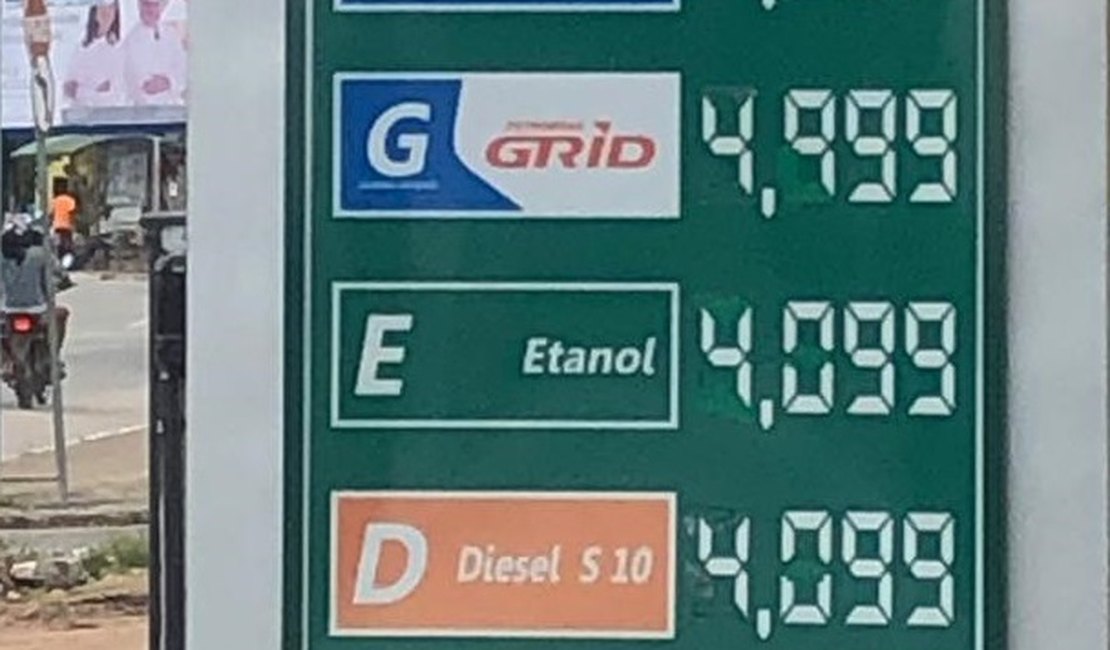 G GRID 4,999
E Etanol 4,099
D Diesel S 10 4,099